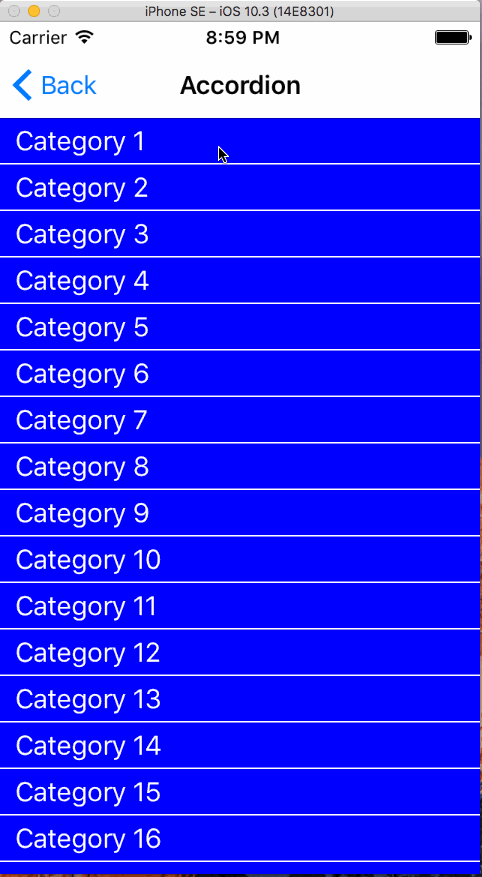 iPhone SE – iOS 10.3 (14E8301)
Carrier 8:59 PM
Back Accordion
Category 1
Category 2
Category 3
Category 4
Category 5
Category 6
Category 7
Category 8
Category 9
Category 10
Category 11
Category 12
Category 13
Category 14
Category 15
Category 16